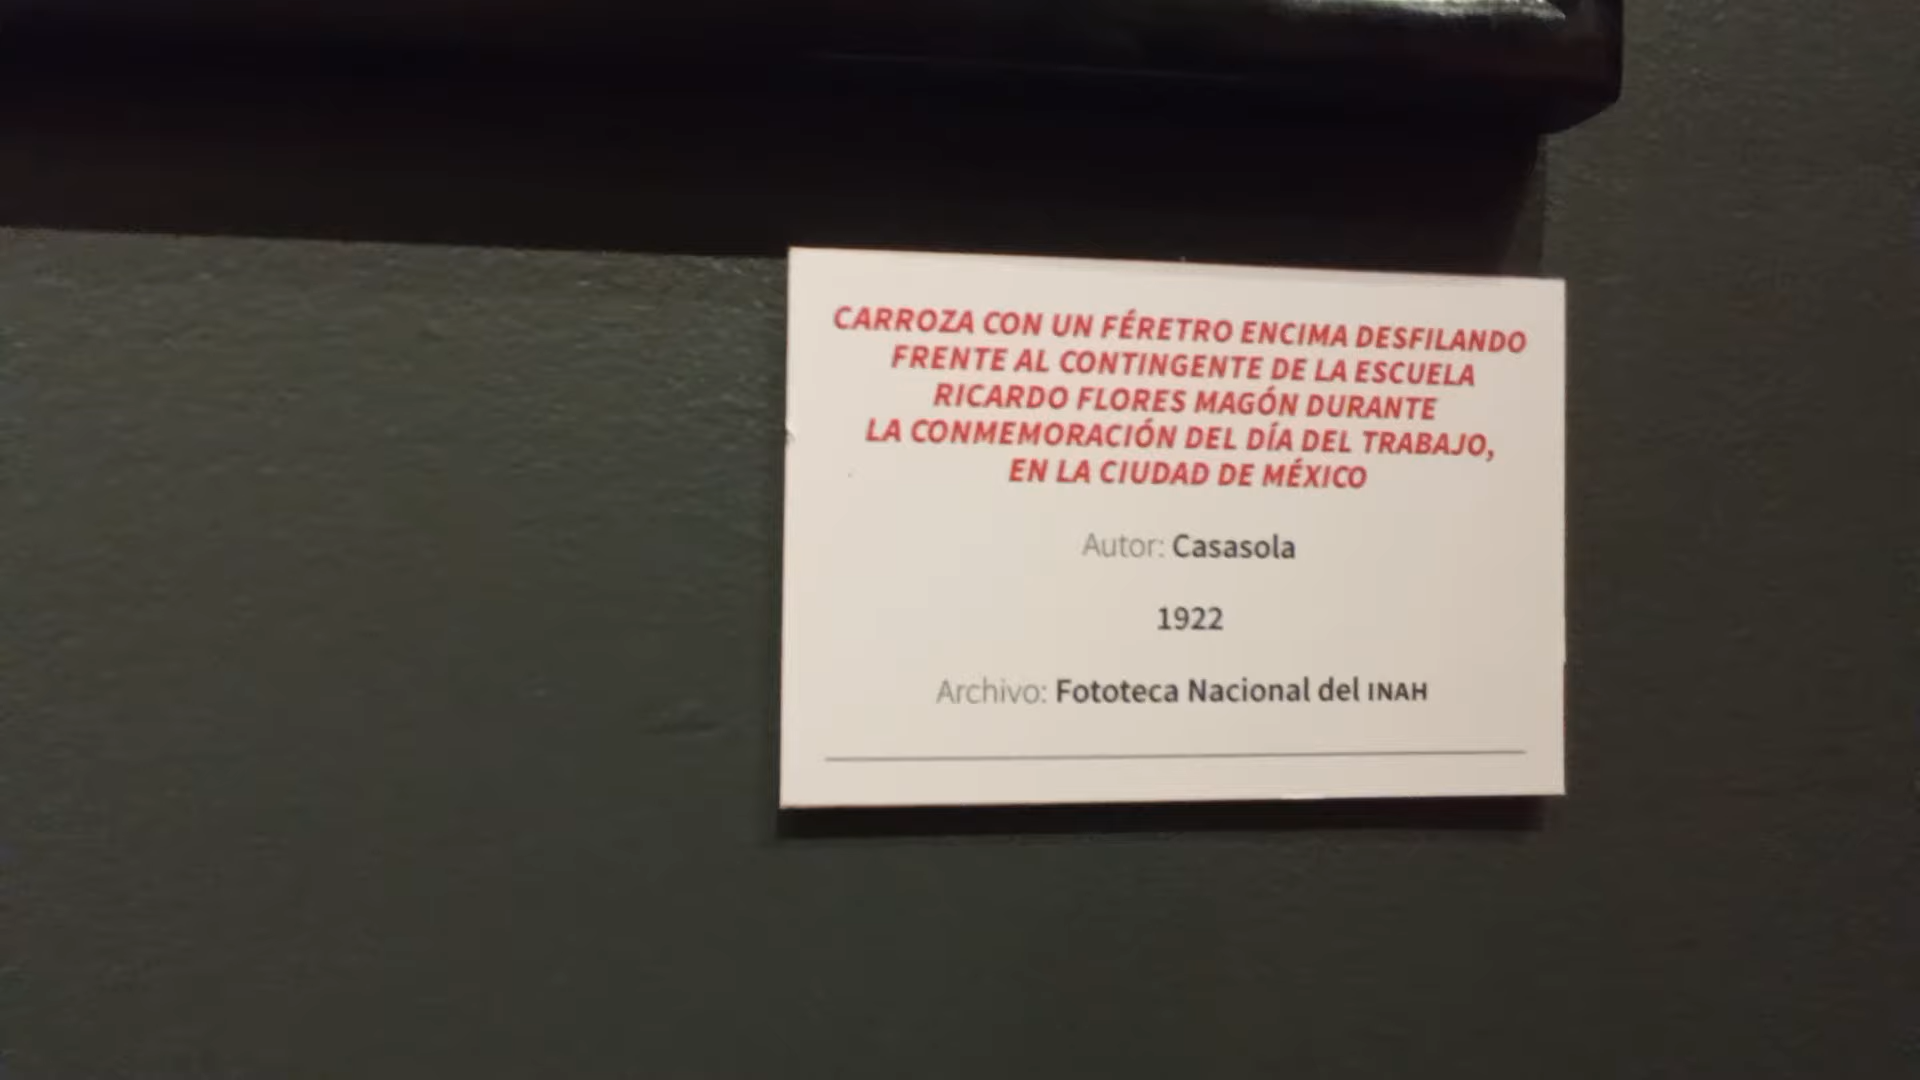 CARROZA CON UN FÉRETRO ENCIMA DESFILANDO
FRENTE AL CONTINGENTE DE LA ESCUELA
RICARDO FLORES MAGÓN DURANTE
LA CONMEMORACIÓN DEL DÍA DEL TRABAJO,
EN LA CIUDAD DE MÉXICO
Autor: Casasola
1922
Archivo: Fototeca Nacional del INAH